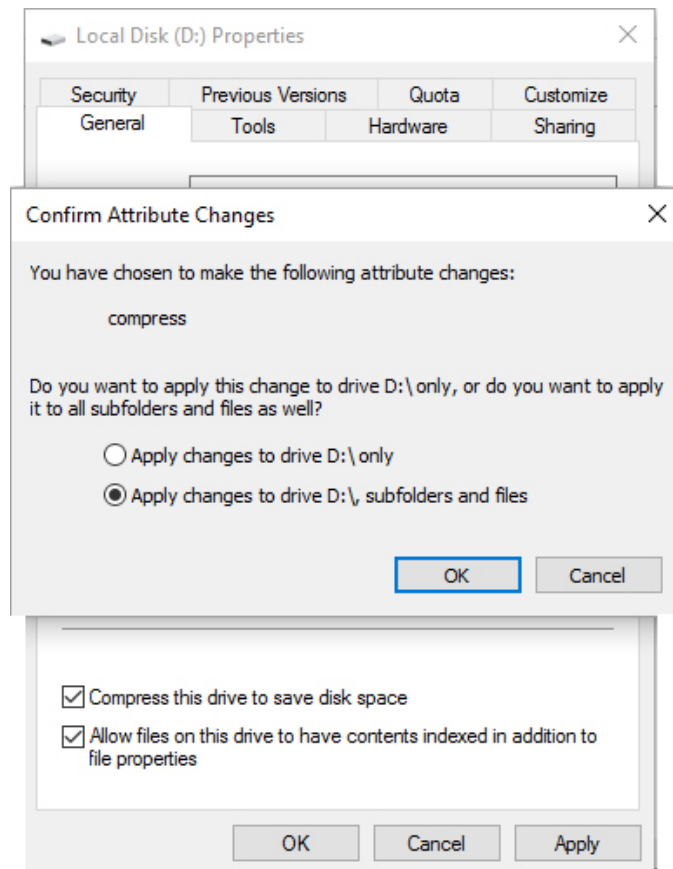 Local Disk (D:) Properties
Security Previous Versions Quota Customize
General Tools Hardware Sharing
Confirm Attribute Changes
You have chosen to make the following attribute changes:
compress
Do you want to apply this change to drive D:\ only, or do you want to apply
it to all subfolders and files as well?
Apply changes to drive D:\ only
Apply changes to drive D:\, subfolders and files
OK Cancel
Compress this drive to save disk space
Allow files on this drive to have contents indexed in addition to
file properties
OK Cancel Apply